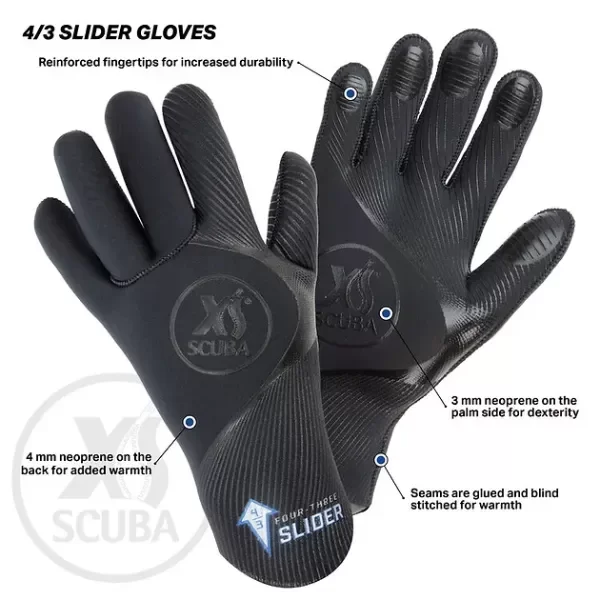 4/3 SLIDER GLOVES
Reinforced fingertips for increased durability
XS
SCUBA
XS
SCUBA
3 mm neoprene on the
palm side for dexterity
4 mm neoprene on the
back for added warmth
Seams are glued and blind
stitched for warmth
4/3
FOUR-THREE
SLIDER
XS
SCUBA